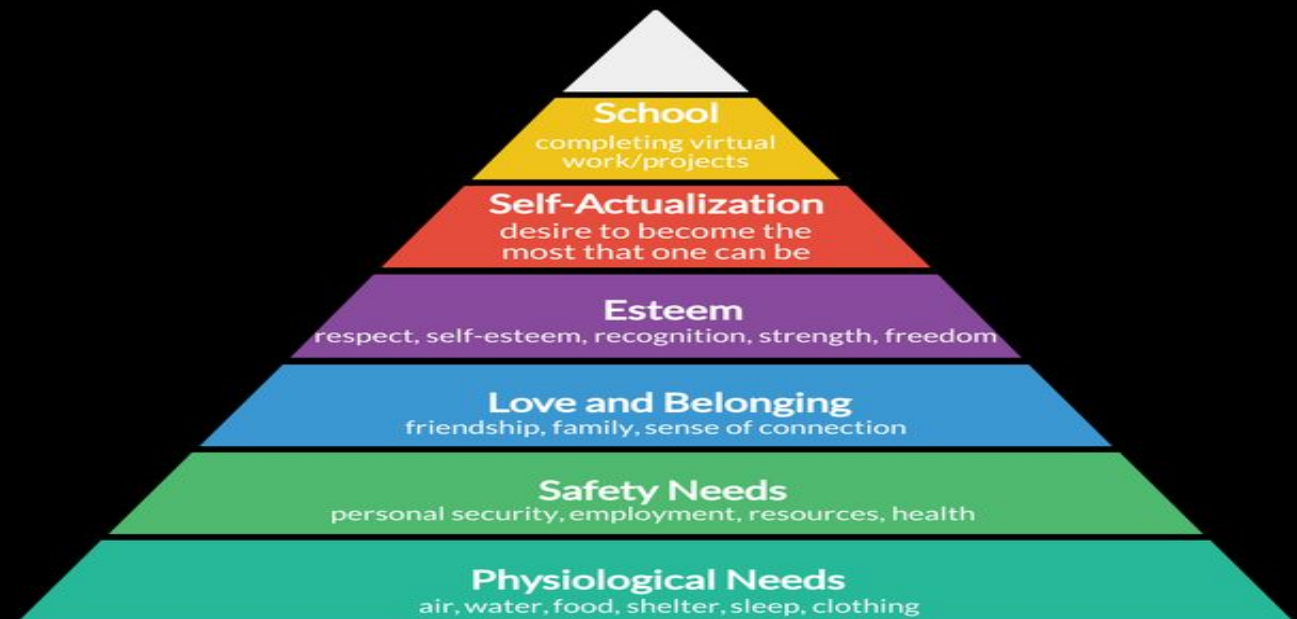 School
completing virtual
work/projects
Self-Actualization
desire to become the
most that one can be
Esteem
respect, self-esteem, recognition, strength, freedom
Love and Belonging
friendship, family, sense of connection
Safety Needs
personal security, employment, resources, health
Physiological Needs
air, water, food, shelter, sleep, clothing